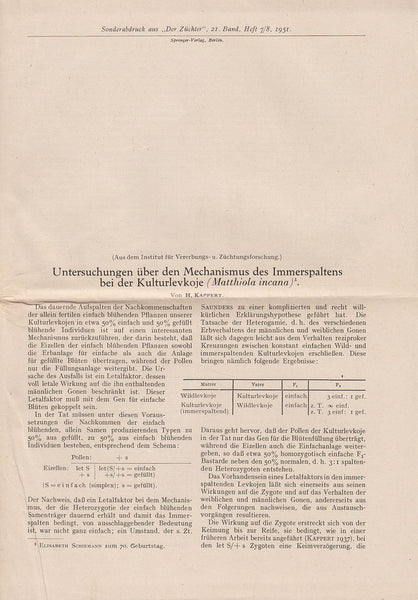 Sonderabdruck aus „Der Züchter", 21. Band, Heft 7/8, 1951.
Springer-Verlag, Berlin.
(Aus dem Institut für Vererbungs- u. Züchtungsforschung.)
Untersuchungen über den Mechanismus des Immerspaltens
bei der Kulturlevkoje (Matthiola incana)¹.
Von H. KAPPERT.
Das dauernde Aufspalten der Nachkommenschaften
der allein fertilen einfach blühenden Pflanzen unserer
Kulturlevkojen in etwa 50% einfach und 50% gefüllt
blühende Individuen ist auf einen interessanten
Mechanismus zurückzuführen, der darin besteht, daß
die Eizellen der einfach blühenden Pflanzen sowohl
die Erbanlage für einfache als auch die Anlage
für gefüllte Blüten übertragen, während der Pollen
nur die Füllungsanlage weitergibt. Die Ur-
sache des Ausfalls ist ein Letalfaktor, dessen
voll letale Wirkung auf die ihn enthaltenden
männlichen Gonen beschränkt ist. Dieser
Letalfaktor muß mit dem Gen für einfache
Blüten gekoppelt sein.
In der Tat müssen unter diesen Voraus-
setzungen die Nachkommen der einfach
blühenden, allein Samen produzierenden Typen zu
50% aus gefüllt, zu 50% aus einfach blühenden
Individuen bestehen, entsprechend dem Schema:
Pollen: + s
Eizellen: let S let(S/+s = einfach
+ s +s/+s = gefüllt)
(S = einfach (simplex); s = gefüllt).
Der Nachweis, daß ein Letalfaktor bei dem Mechanis-
mus, der die Heterozygotie der einfach blühenden
Samenträger dauernd erhält und damit das Immer-
spalten bedingt, von ausschlaggebender Bedeutung
ist, war nicht ganz einfach; ein Umstand, der s. Zt.
¹ ELISABETH SCHIEMANN zum 70. Geburtstag.
SAUNDERS zu einer komplizierten und recht will-
kürlichen Erklärungshypothese geführt hat. Die
Tatsache der Heterogamie, d. h. des verschiedenen
Erbverhaltens der männlichen und weiblichen Gonen
läßt sich dagegen leicht aus dem Verhalten reziproker
Kreuzungen zwischen konstant einfachen Wild- und
immerspaltenden Kulturlevkojen erschließen. Diese
bringen nämlich folgende Ergebnisse:
Mutter Vater F₁ F₂
Wildlevkoje Kulturlevkoje einfach 3 einf. : 1 gef.
Kulturlevkoje Wildlevkoje einfach z. T. ∞ einf.
(immerspaltend) z. T. 3 einf. : 1 gef.
Daraus geht hervor, daß der Pollen der Kulturlevkoje
in der Tat nur das Gen für die Blütenfüllung überträgt,
während die Eizellen auch die Einfachanlage weiter-
geben, so daß etwa 50% homozygotisch einfache F₁-
Bastarde neben den 50% normalen, d. h. 3:1 spalten-
den Heterozygoten entstehen.
Das Vorhandensein eines Letalfaktors in den immer-
spaltenden Levkojen läßt sich einerseits aus seinen
Wirkungen auf die Zygote und auf das Verhalten der
weiblichen und männlichen Gonen, andererseits aus
den Folgerungen nachweisen, die aus Austausch-
vorgängen resultieren.
Die Wirkung auf die Zygote erstreckt sich von der
Keimung bis zur Reife, so zwar, daß, wie in einer
früheren Arbeit bereits angeführt (KAPPERT 1937), bei
den let S/+ s Zygoten eine Keimverzögerung, die